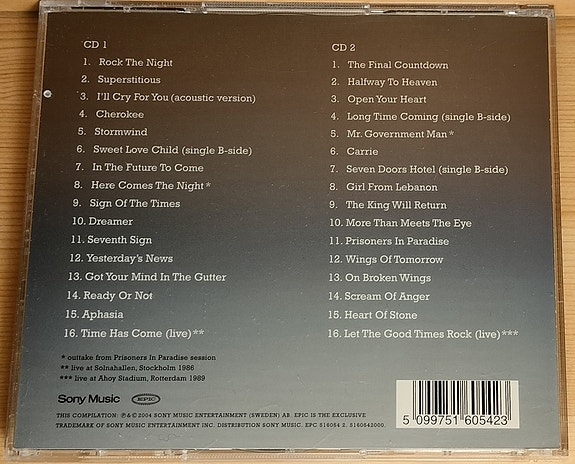 CD 1
1. Rock The Night
2. Superstitious
3. I'll Cry For You (acoustic version)
4. Cherokee
5. Stormwind
6. Sweet Love Child (single B-side)
7. In The Future To Come
8. Here Comes The Night*
9. Sign Of The Times
10. Dreamer
11. Seventh Sign
12. Yesterday's News
13. Got Your Mind In The Gutter
14. Ready Or Not
15. Aphasia
16. Time Has Come (live)**
* outtake from Prisoners In Paradise session
** live at Solnahallen, Stockholm 1986
*** live at Ahoy Stadium, Rotterdam 1989
CD 2
1. The Final Countdown
2. Halfway To Heaven
3. Open Your Heart
4. Long Time Coming (single B-side)
5. Mr. Government Man*
6. Carrie
7. Seven Doors Hotel (single B-side)
8. Girl From Lebanon
9. The King Will Return
10. More Than Meets The Eye
11. Prisoners In Paradise
12. Wings Of Tomorrow
13. On Broken Wings
14. Scream Of Anger
15. Heart Of Stone
16. Let The Good Times Rock (live)***
Sony Music epic
THIS COMPILATION: ℗ & © 2004 SONY MUSIC ENTERTAINMENT (SWEDEN) AB. EPIC IS THE EXCLUSIVE
TRADEMARK OF SONY MUSIC ENTERTAINMENT INC. DISTRIBUTION SONY MUSIC. EPC 516054 2. 5160542000.
5 099751 605423